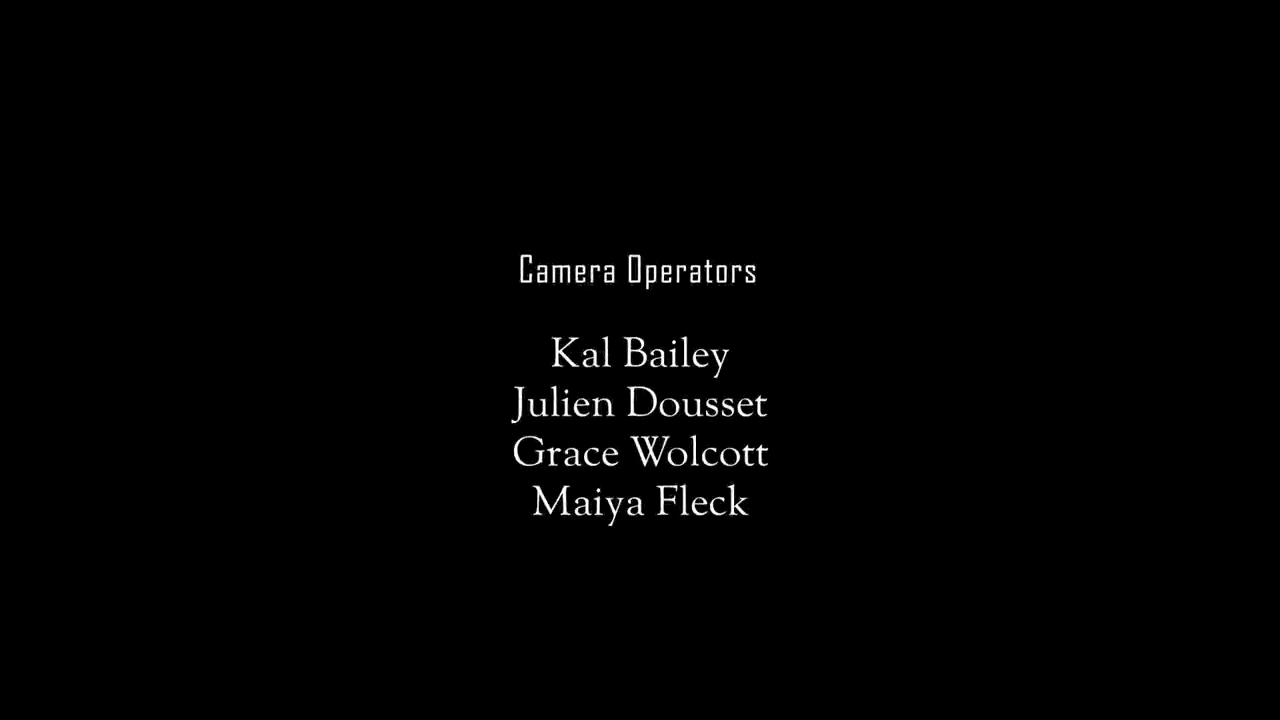 Camera Operators
Kal Bailey
Julien Dousset
Grace Wolcott
Maiya Fleck